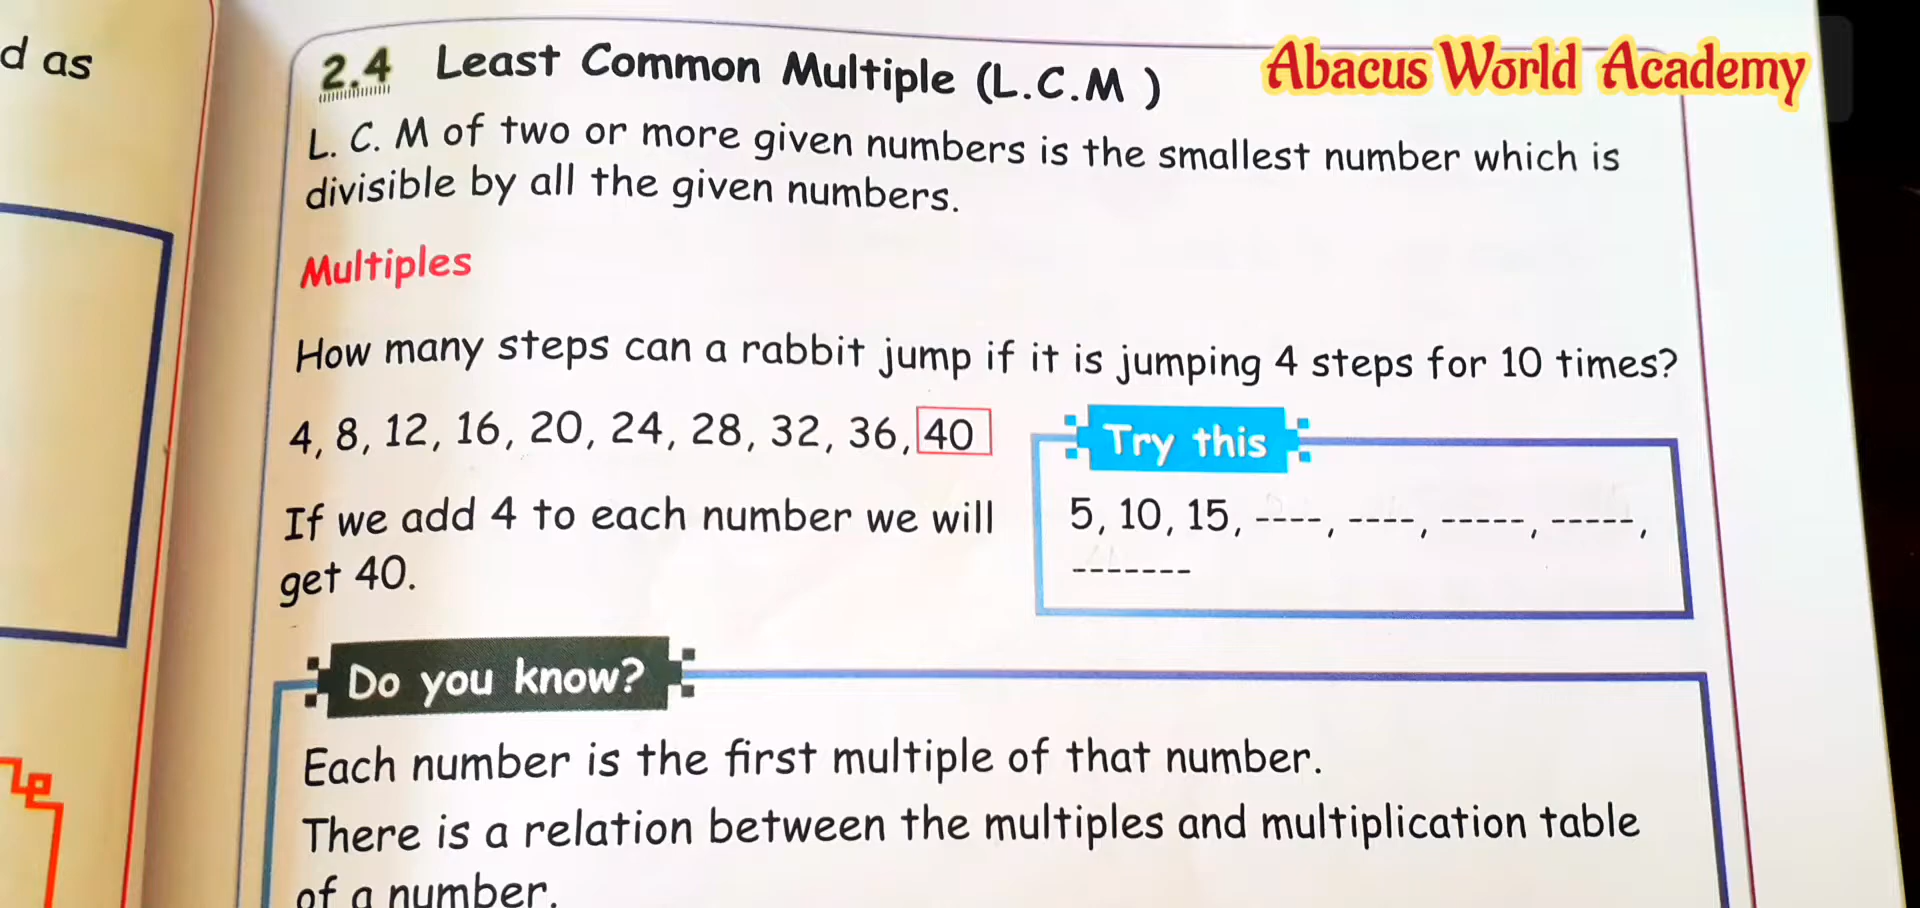 d as
2.4 Least Common Multiple (L.C.M )
Abacus World Academy
L. C. M of two or more given numbers is the smallest number which is
divisible by all the given numbers.
Multiples
How many steps can a rabbit jump if it is jumping 4 steps for 10 times?
4, 8, 12, 16, 20, 24, 28, 32, 36, 40
If we add 4 to each number we will
get 40.
Try this
5, 10, 15, ----, ----, -----, -----,
-------
Do you know?
Each number is the first multiple of that number.
There is a relation between the multiples and multiplication table
of a number.